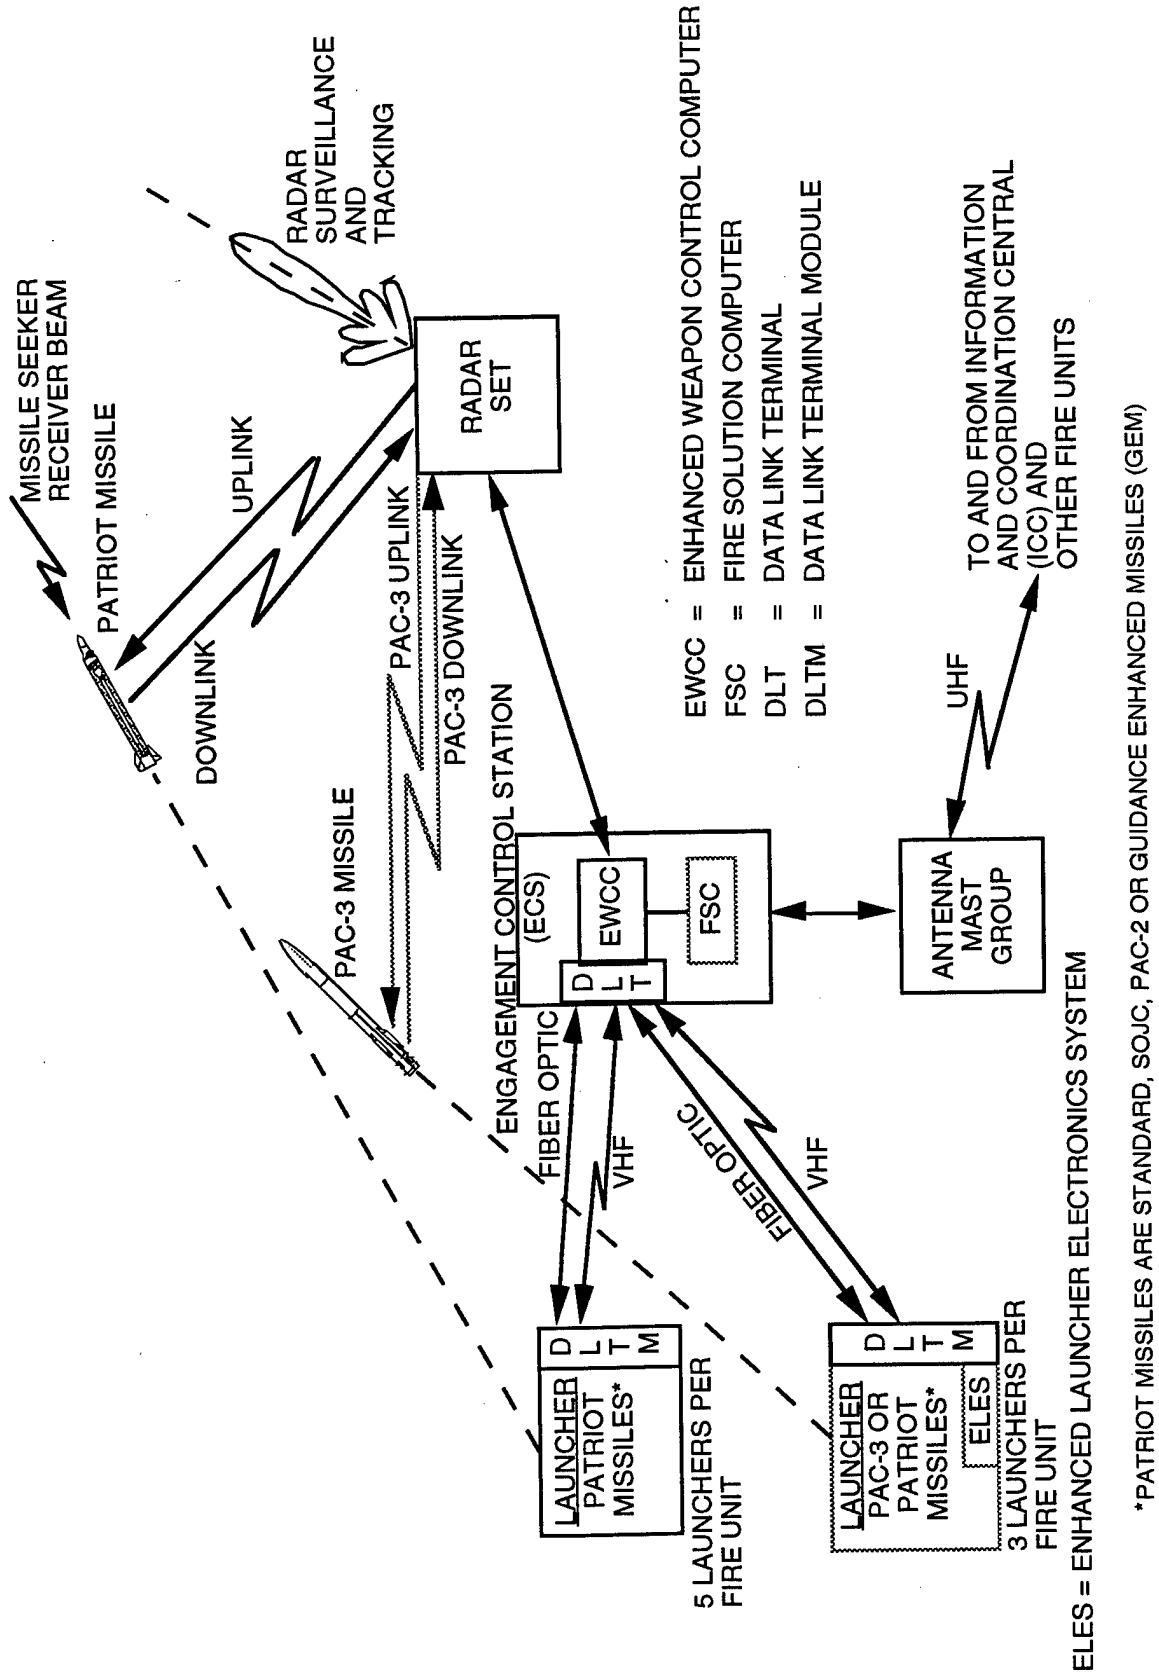 MISSILE SEEKER
RECEIVER BEAM
PATRIOT MISSILE
UPLINK
DOWNLINK
RADAR
SURVEILLANCE
AND
TRACKING
PAC-3 MISSILE
PAC-3 UPLINK
PAC-3 DOWNLINK
RADAR
SET
ENGAGEMENT CONTROL STATION
(ECS)
FIBER OPTIC
VHF
D
L
T
EWCC
FSC
FIBER OPTIC
VHF
LAUNCHER
PATRIOT
MISSILES*
D
L
T
M
5 LAUNCHERS PER
FIRE UNIT
LAUNCHER
PAC-3 OR
PATRIOT
MISSILES*
ELES
D
L
T
M
3 LAUNCHERS PER
FIRE UNIT
ANTENNA
MAST
GROUP
UHF
TO AND FROM INFORMATION
AND COORDINATION CENTRAL
(ICC) AND
OTHER FIRE UNITS
EWCC = ENHANCED WEAPON CONTROL COMPUTER
FSC = FIRE SOLUTION COMPUTER
DLT = DATA LINK TERMINAL
DLTM = DATA LINK TERMINAL MODULE
ELES = ENHANCED LAUNCHER ELECTRONICS SYSTEM
*PATRIOT MISSILES ARE STANDARD, SOJC, PAC-2 OR GUIDANCE ENHANCED MISSILES (GEM)